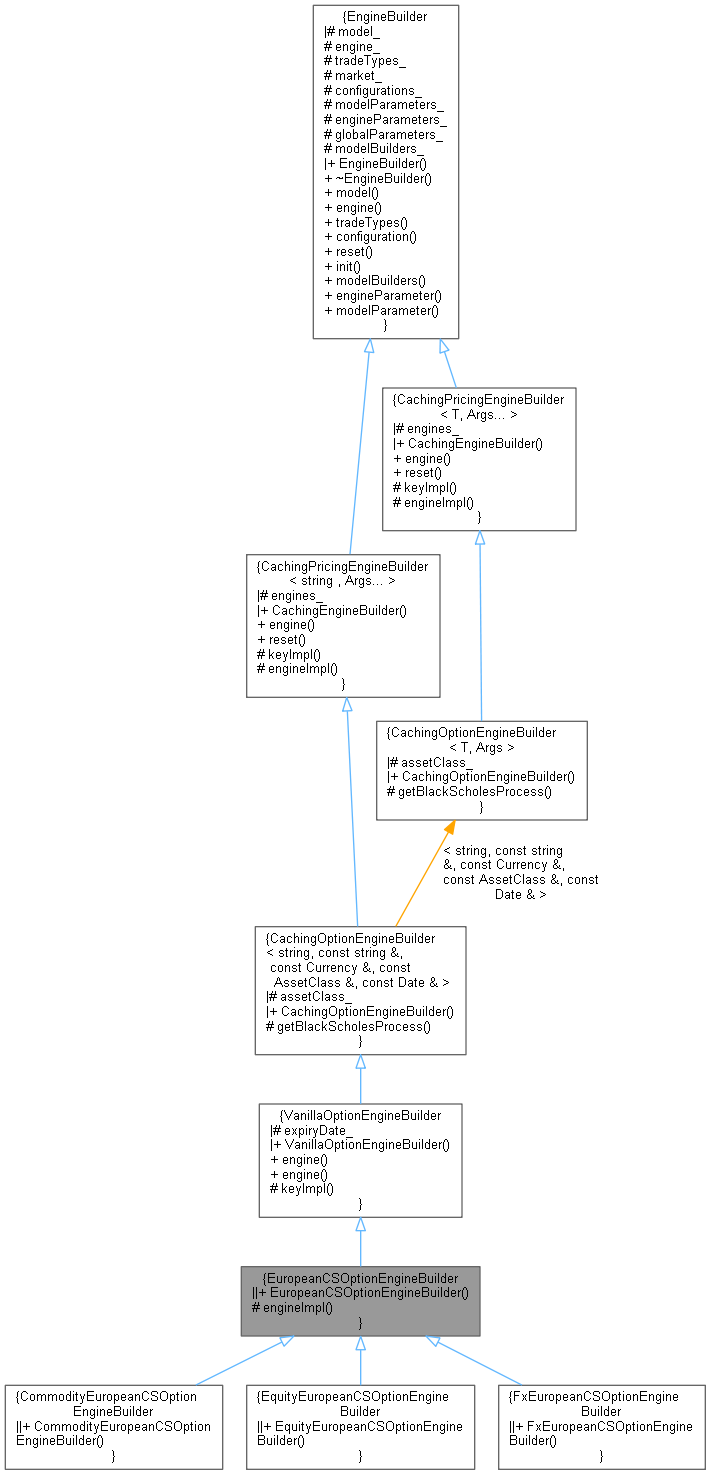 {EngineBuilder
|# model_
# engine_
# tradeTypes_
# market_
# configurations_
# modelParameters_
# engineParameters_
# globalParameters_
# modelBuilders_
|+ EngineBuilder()
+ ~EngineBuilder()
+ model()
+ engine()
+ tradeTypes()
+ configuration()
+ reset()
+ init()
+ modelBuilders()
+ engineParameter()
+ modelParameter()
}
{CachingPricingEngineBuilder
< T, Args... >
|# engines_
|+ CachingEngineBuilder()
+ engine()
+ reset()
# keyImpl()
# engineImpl()
}
{CachingPricingEngineBuilder
< string , Args... >
|# engines_
|+ CachingEngineBuilder()
+ engine()
+ reset()
# keyImpl()
# engineImpl()
}
{CachingOptionEngineBuilder
< T, Args >
|# assetClass_
|+ CachingOptionEngineBuilder()
# getBlackScholesProcess()
}
< string, const string
&, const Currency &,
const AssetClass &, const
Date & >
{CachingOptionEngineBuilder
< string, const string &,
const Currency &, const
AssetClass &, const Date & >
|# assetClass_
|+ CachingOptionEngineBuilder()
# getBlackScholesProcess()
}
{VanillaOptionEngineBuilder
|# expiryDate_
|+ VanillaOptionEngineBuilder()
+ engine()
+ engine()
# keyImpl()
}
{EuropeanCSOptionEngineBuilder
||+ EuropeanCSOptionEngineBuilder()
# engineImpl()
}
{CommodityEuropeanCSOption
EngineBuilder
||+ CommodityEuropeanCSOption
EngineBuilder()
}
{EquityEuropeanCSOptionEngine
Builder
||+ EquityEuropeanCSOptionEngine
Builder()
}
{FxEuropeanCSOptionEngine
Builder
||+ FxEuropeanCSOptionEngine
Builder()
}